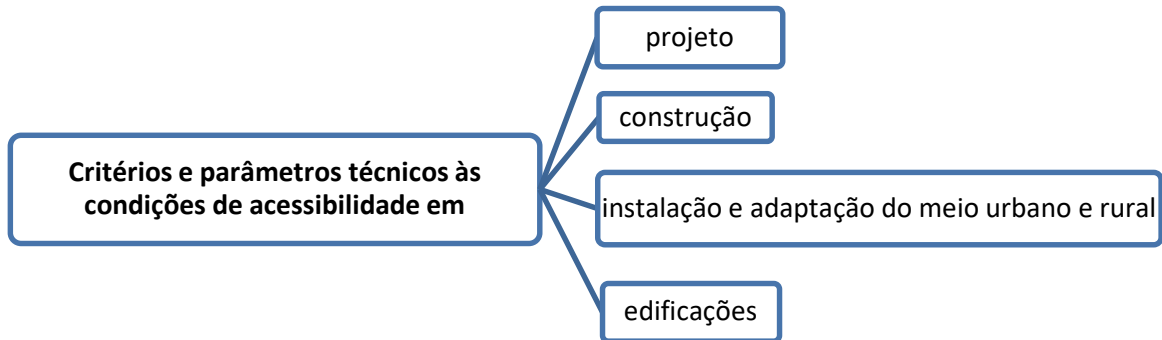 Critérios e parâmetros técnicos às
condições de acessibilidade em
projeto
construção
instalação e adaptação do meio urbano e rural
edificações